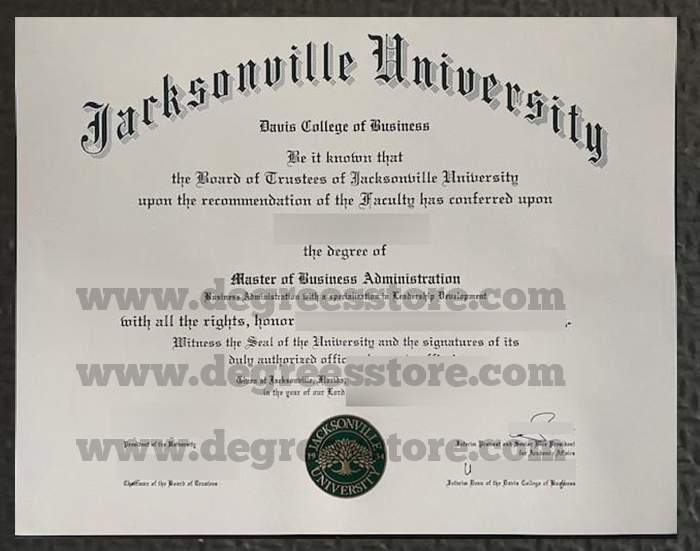 Jacksonville University
Davis College of Business
Be it known that
the Board of Trustees of Jacksonville University
upon the recommendation of the Faculty has conferred upon
the degree of
Master of Business Administration
www.degreesstore.com
Business Administration with a specialization in Leadership Development
with all the rights, honor
Witness the Seal of the University and the signatures of its
duly authorized offic
www.degreesstore.com
Given at Jacksonville, Florida,
in the year of our Lord
President of the University
Interim Provost and Senior Vice President
for Academic Affairs
www.degreesstore.com
JACKSONVILLE
19 34
UNIVERSITY
Chairman of the Board of Trustees
Interim Dean of the Davis College of Business